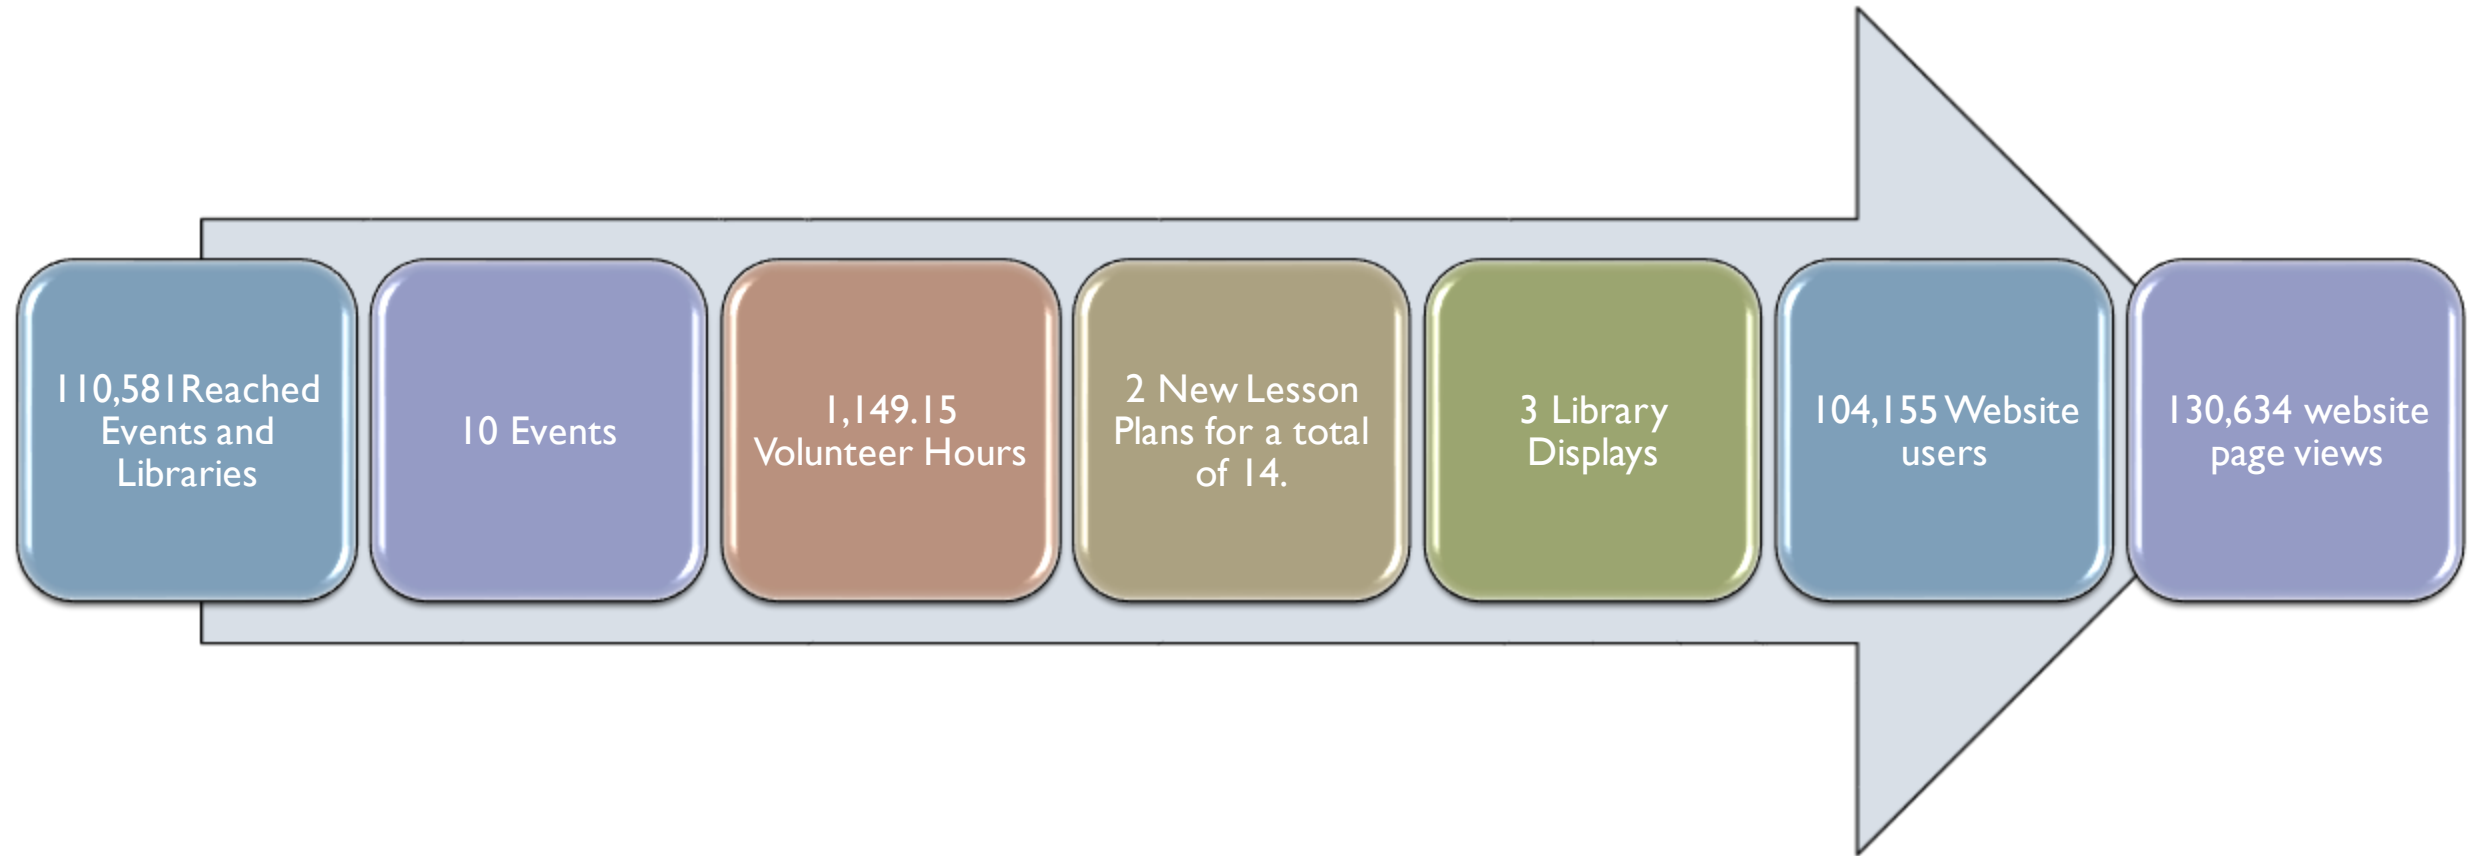 110,581Reached
Events and
Libraries
10 Events
1,149.15
Volunteer Hours
2 New Lesson
Plans for a total
of 14.
3 Library
Displays
104,155 Website
users
130,634 website
page views